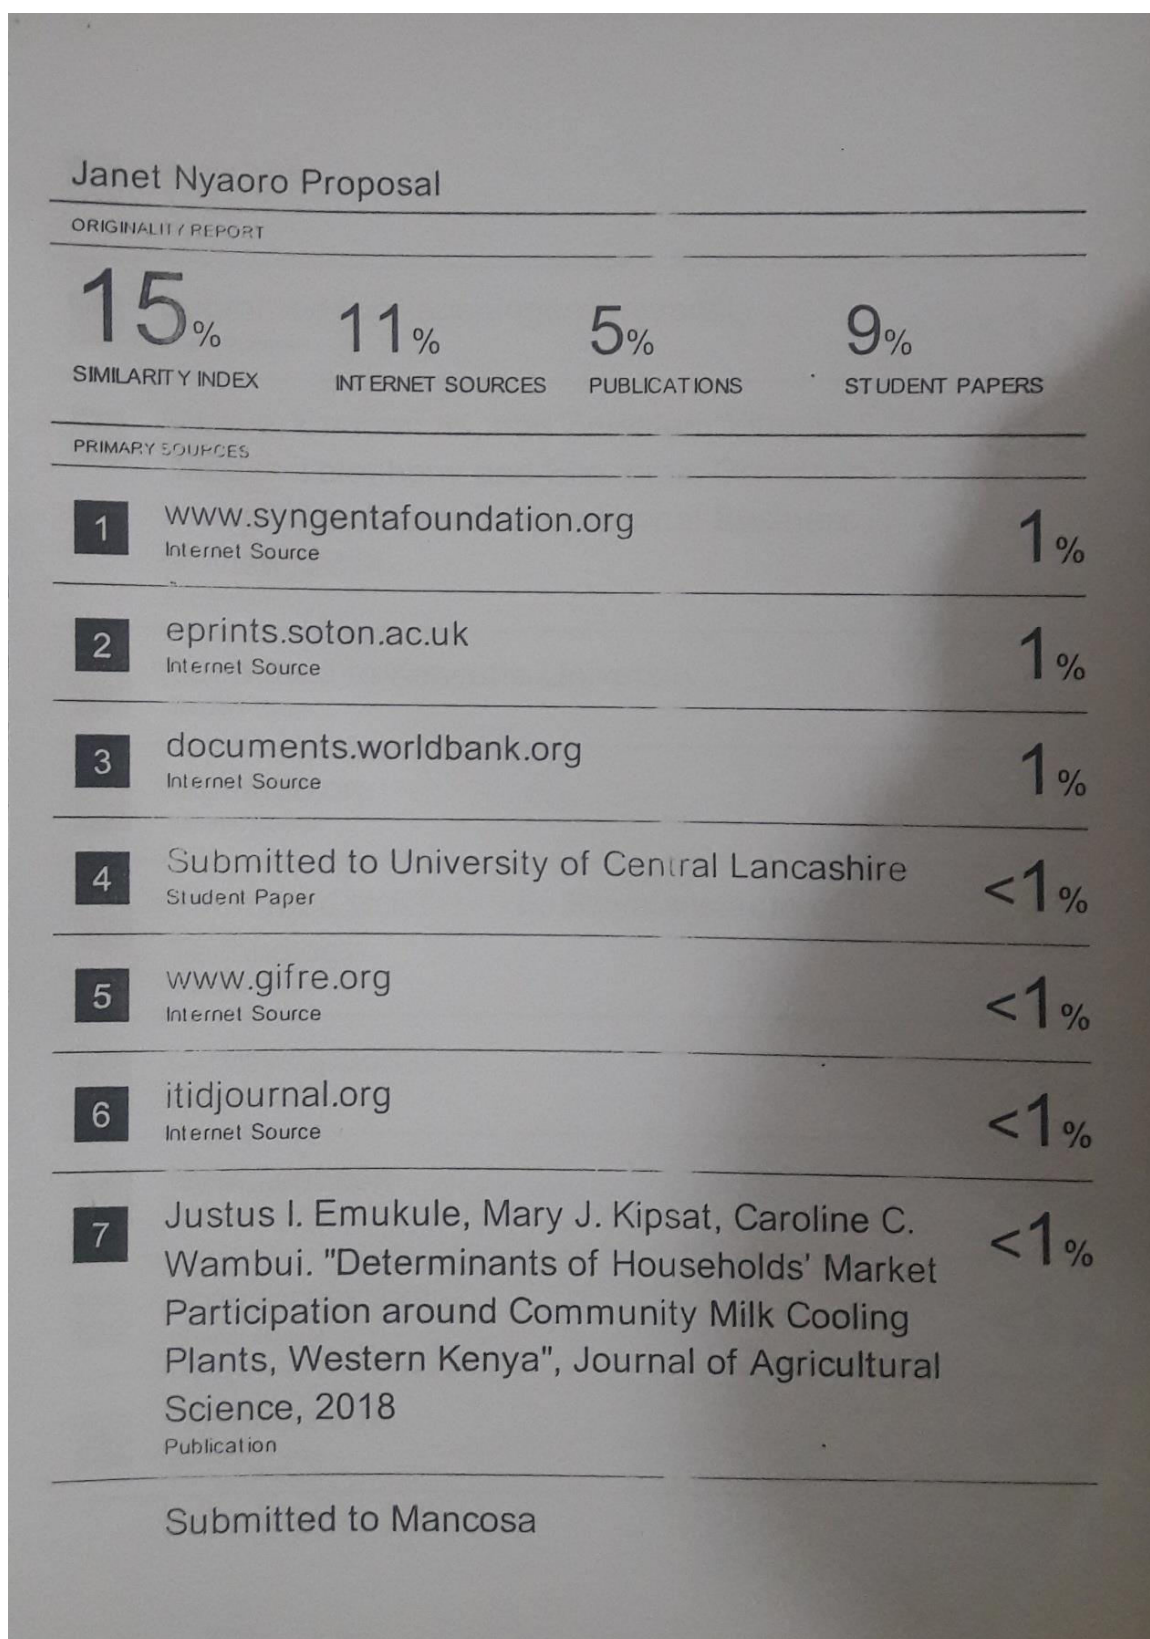 Janet Nyaoro Proposal
ORIGINALITY REPORT
15%
11%
5%
9%
SIMILARITY INDEX
INTERNET SOURCES
PUBLICATIONS
STUDENT PAPERS
PRIMARY SOURCES
1
www.syngentafoundation.org
Internet Source
1%
2
eprints.soton.ac.uk
Internet Source
1%
3
documents.worldbank.org
Internet Source
1%
4
Submitted to University of Central Lancashire
Student Paper
<1%
5
www.gifre.org
Internet Source
<1%
6
itidjournal.org
Internet Source
<1%
7
Justus I. Emukule, Mary J. Kipsat, Caroline C.
Wambui. "Determinants of Households' Market
Participation around Community Milk Cooling
Plants, Western Kenya", Journal of Agricultural
Science, 2018
Publication
<1%
Submitted to Mancosa